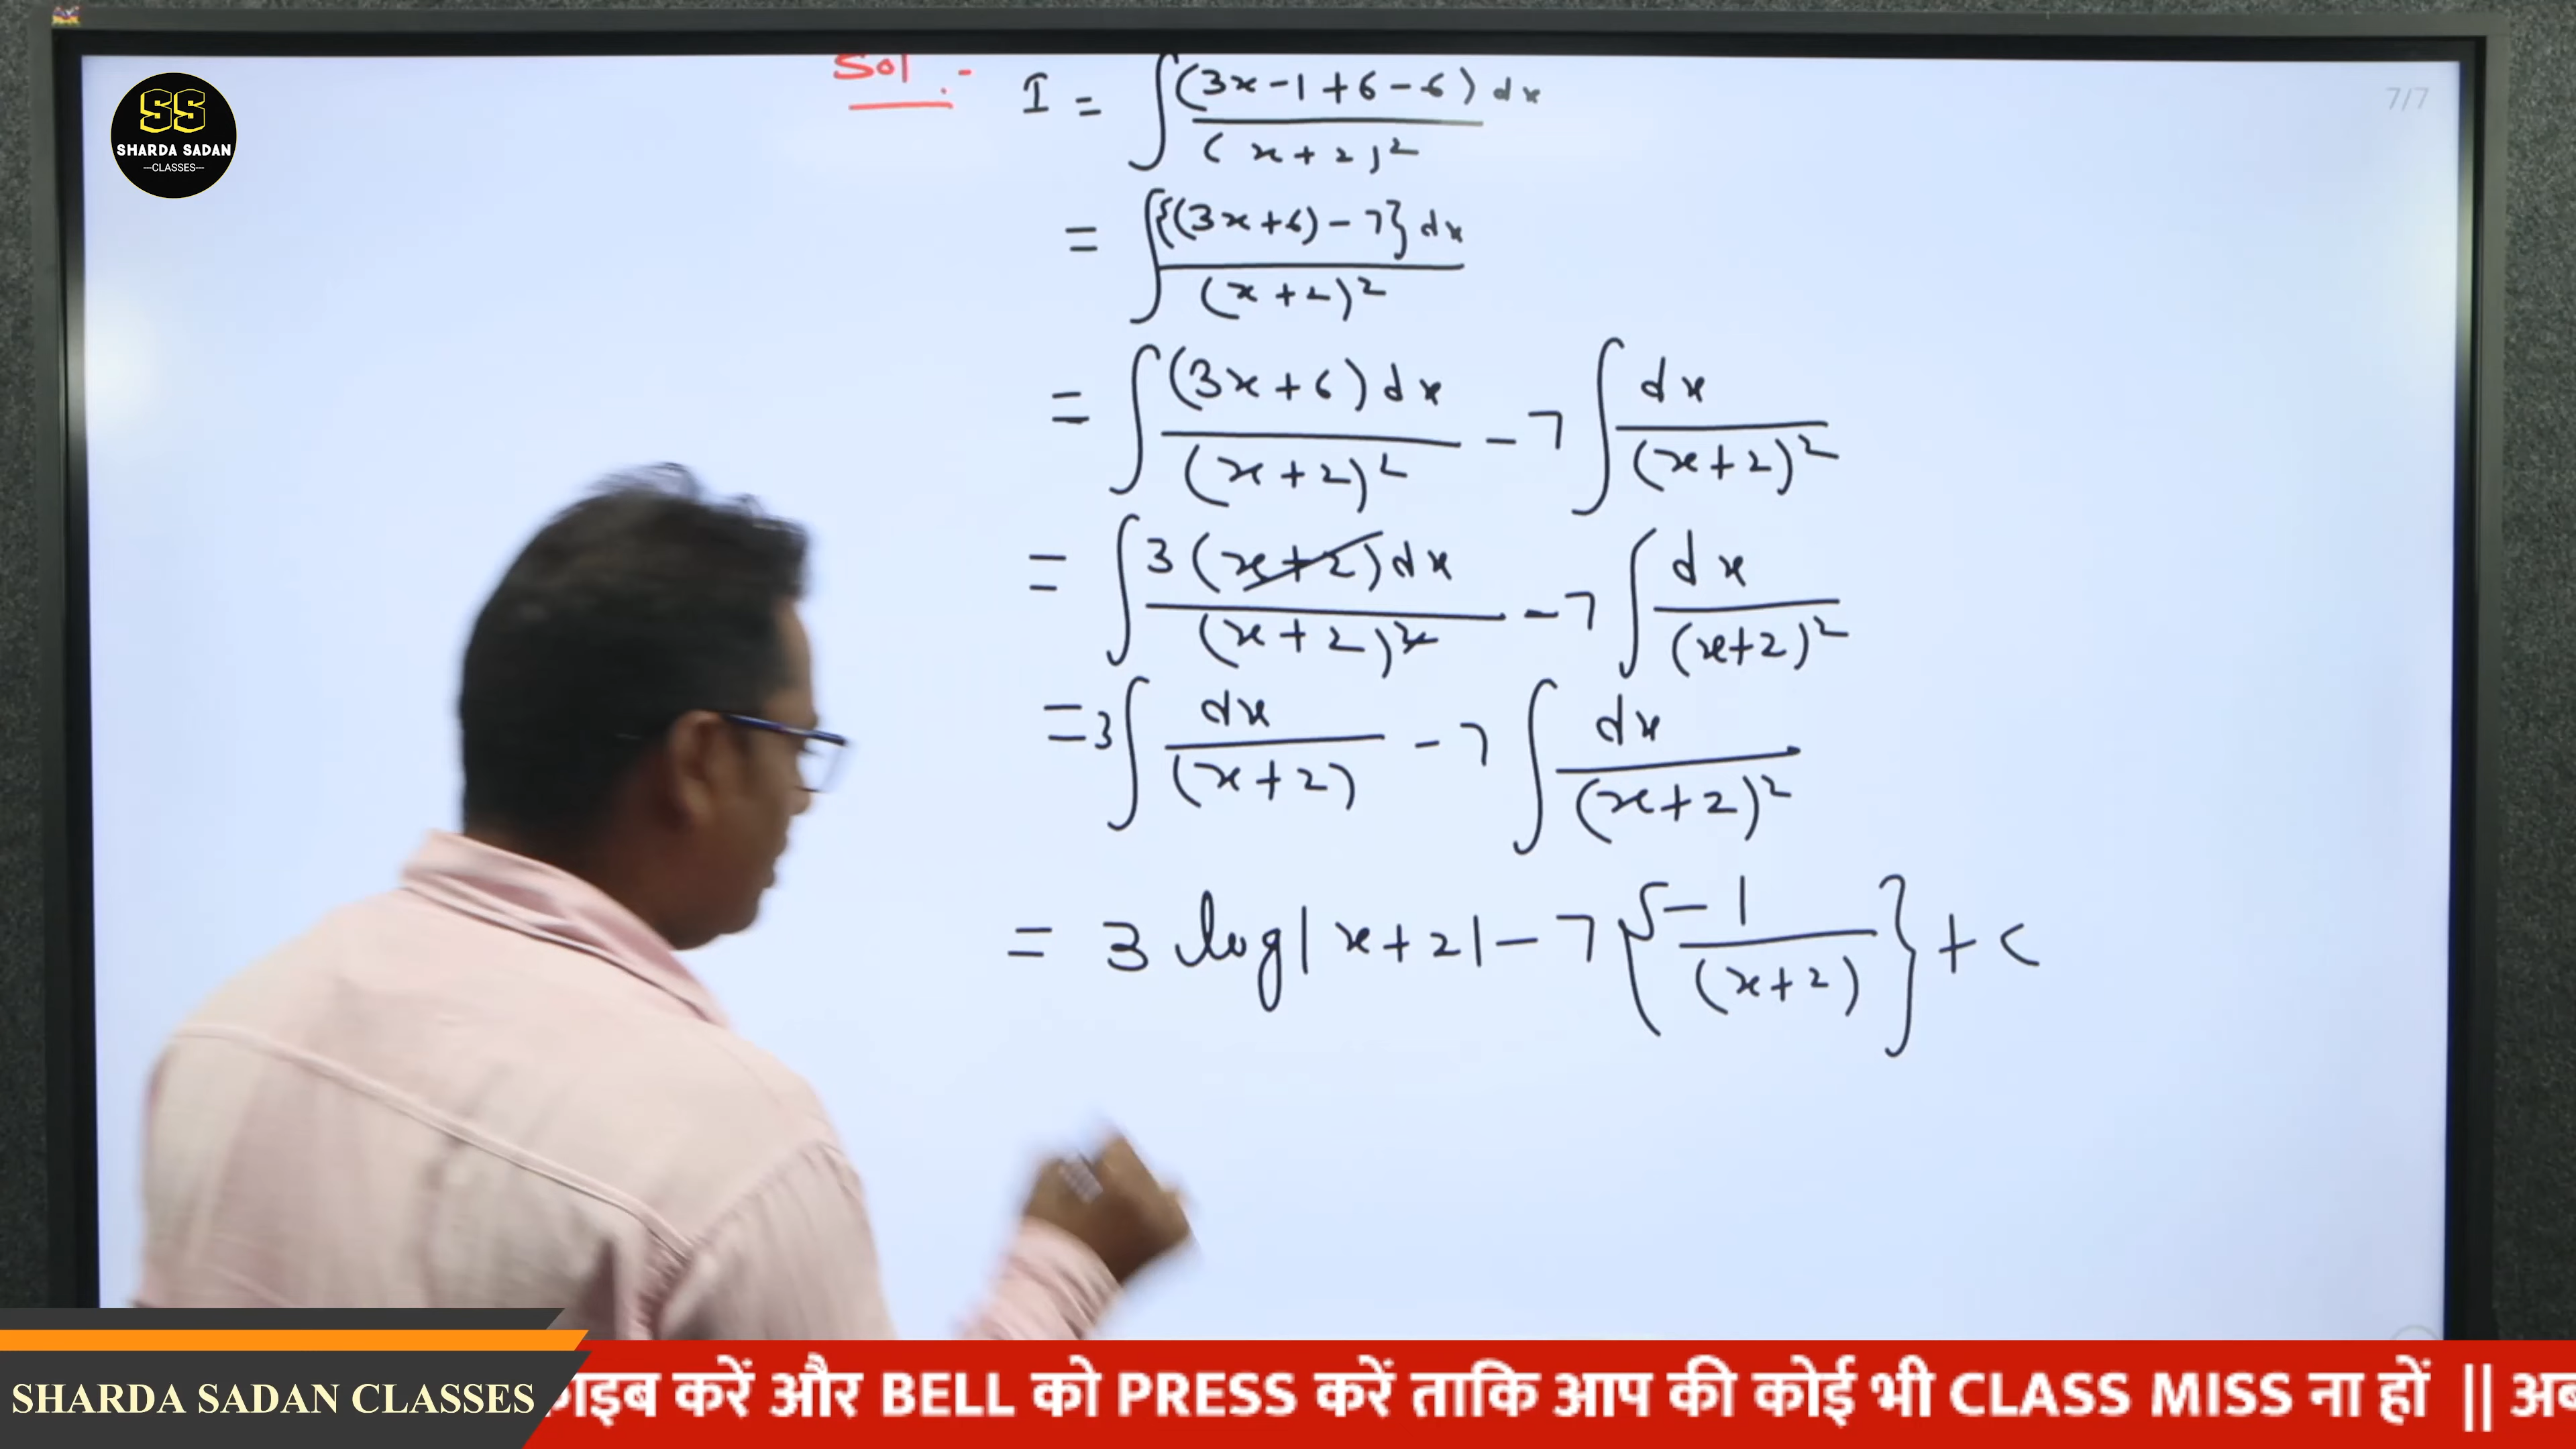 SS
SHARDA SADAN
—CLASSES—
7/7
Sol :-
I = ∫ (3x-1+6-6) dx / (x+2)²
= ∫ {(3x+6)-7} dx / (x+2)²
= ∫ (3x+6) dx / (x+2)² - 7 ∫ dx / (x+2)²
= ∫ 3(x+2) dx / (x+2)² - 7 ∫ dx / (x+2)²
= 3 ∫ dx / (x+2) - 7 ∫ dx / (x+2)²
= 3 log|x+2| - 7 { -1 / (x+2) } + c
SHARDA SADAN CLASSES
करें और BELL को PRESS करें ताकि आप की कोई भी CLASS MISS ना हों ||